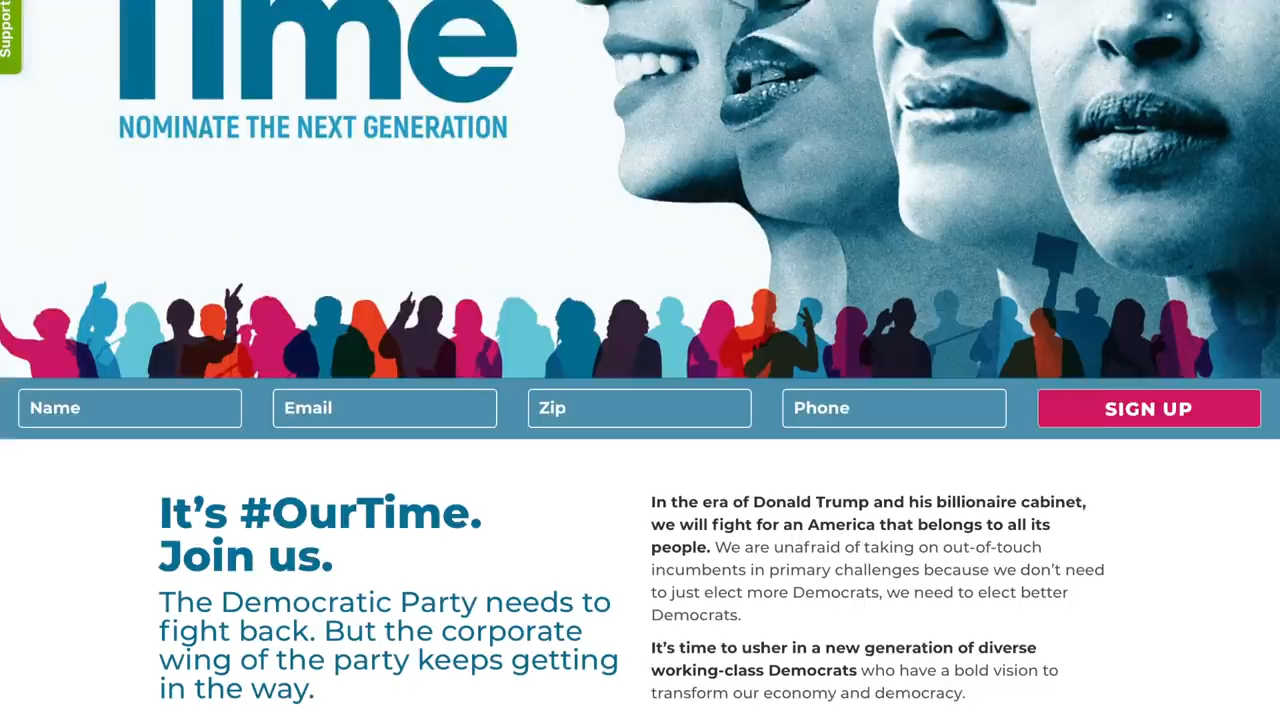 Support
Time
NOMINATE THE NEXT GENERATION
Name
Email
Zip
Phone
SIGN UP
It’s #OurTime.
Join us.
The Democratic Party needs to
fight back. But the corporate
wing of the party keeps getting
in the way.
In the era of Donald Trump and his billionaire cabinet,
we will fight for an America that belongs to all its
people. We are unafraid of taking on out-of-touch
incumbents in primary challenges because we don’t need
to just elect more Democrats, we need to elect better
Democrats.
It’s time to usher in a new generation of diverse
working-class Democrats who have a bold vision to
transform our economy and democracy.